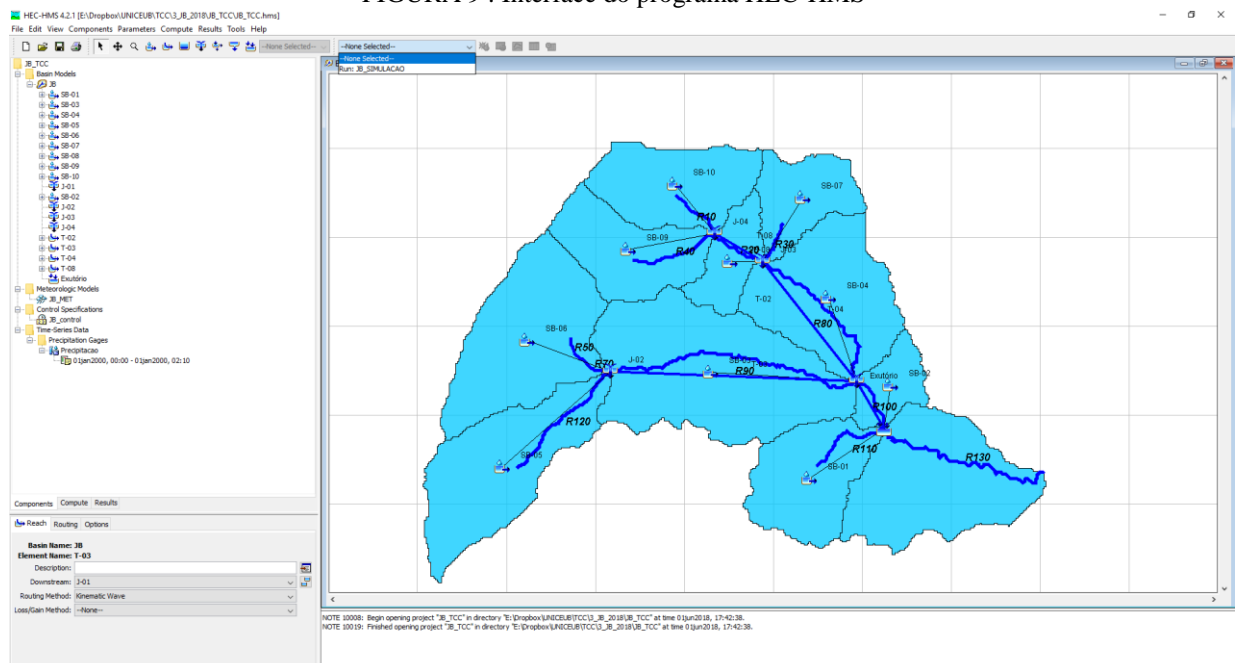 FIGURA 9 : Interface do programa HEC-HMS
HEC-HMS 4.2.1 [E:\Dropbox\UNICEUB\TCC\3_JB_2018\JB_TCC\JB_TCC.hms]
File Edit View Components Parameters Compute Results Tools Help
--None Selected-- --None Selected--
--None Selected--
Run: JB_SIMULACAO
JB_TCC
Basin Models
JB
SB-01
SB-03
SB-04
SB-05
SB-06
SB-07
SB-08
SB-09
SB-10
J-01
SB-02
J-02
J-03
J-04
T-02
T-03
T-04
T-08
Exutório
Meteorologic Models
JB_MET
Control Specifications
JB_control
Time-Series Data
Precipitation Gages
Precipitacao
01jan2000, 00:00 - 01jan2000, 02:10
Components Compute Results
Reach Routing Options
Basin Name: JB
Element Name: T-03
Description:
Downstream: J-01
Routing Method: Kinematic Wave
Loss/Gain Method: --None--
SB-10
SB-07
R10
J-04
SB-09
T-08
R30
R40
R20
T-02
SB-04
T-04
R80
SB-06
R50
R70
J-02
R90
Exutório
SB-02
R100
R120
R110
R130
SB-05
SB-01
NOTE 10008: Begin opening project "JB_TCC" in directory "E:\Dropbox\UNICEUB\TCC\3_JB_2018\JB_TCC" at time 01jun2018, 17:42:38.
NOTE 10019: Finished opening project "JB_TCC" in directory "E:\Dropbox\UNICEUB\TCC\3_JB_2018\JB_TCC" at time 01jun2018, 17:42:38.